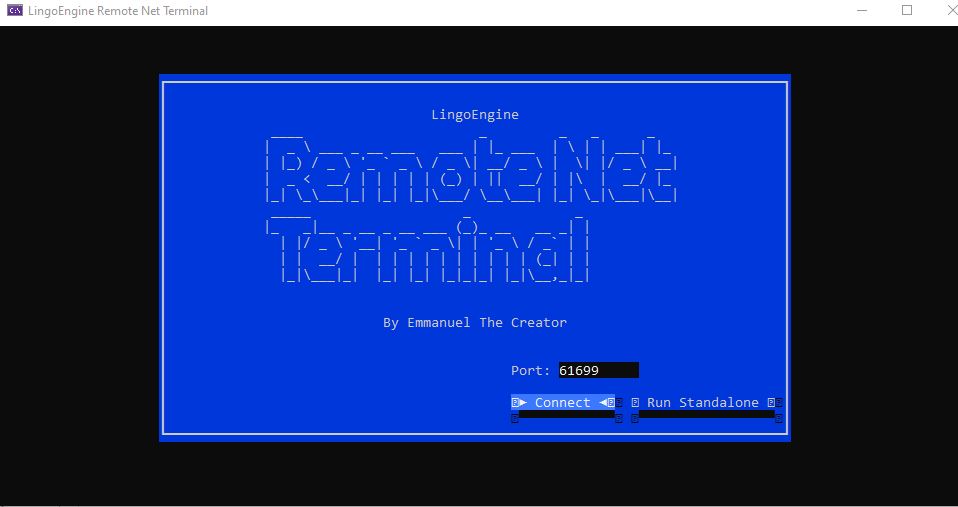 LingoEngine Remote Net Terminal
LingoEngine
Remote Net
Terminal
By Emmanuel The Creator
Port: 61699
► Connect ◄ Run Standalone